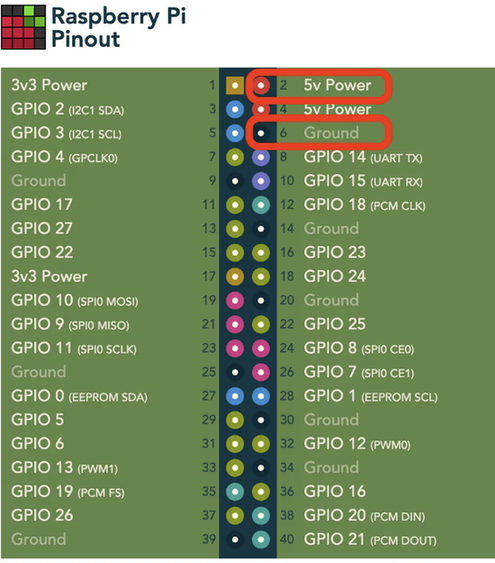 Raspberry Pi
Pinout
3v3 Power 1 2 5v Power
GPIO 2 (I2C1 SDA) 3 4 5v Power
GPIO 3 (I2C1 SCL) 5 6 Ground
GPIO 4 (GPCLK0) 7 8 GPIO 14 (UART TX)
Ground 9 10 GPIO 15 (UART RX)
GPIO 17 11 12 GPIO 18 (PCM CLK)
GPIO 27 13 14 Ground
GPIO 22 15 16 GPIO 23
3v3 Power 17 18 GPIO 24
GPIO 10 (SPI0 MOSI) 19 20 Ground
GPIO 9 (SPI0 MISO) 21 22 GPIO 25
GPIO 11 (SPI0 SCLK) 23 24 GPIO 8 (SPI0 CE0)
Ground 25 26 GPIO 7 (SPI0 CE1)
GPIO 0 (EEPROM SDA) 27 28 GPIO 1 (EEPROM SCL)
GPIO 5 29 30 Ground
GPIO 6 31 32 GPIO 12 (PWM0)
GPIO 13 (PWM1) 33 34 Ground
GPIO 19 (PCM FS) 35 36 GPIO 16
GPIO 26 37 38 GPIO 20 (PCM DIN)
Ground 39 40 GPIO 21 (PCM DOUT)